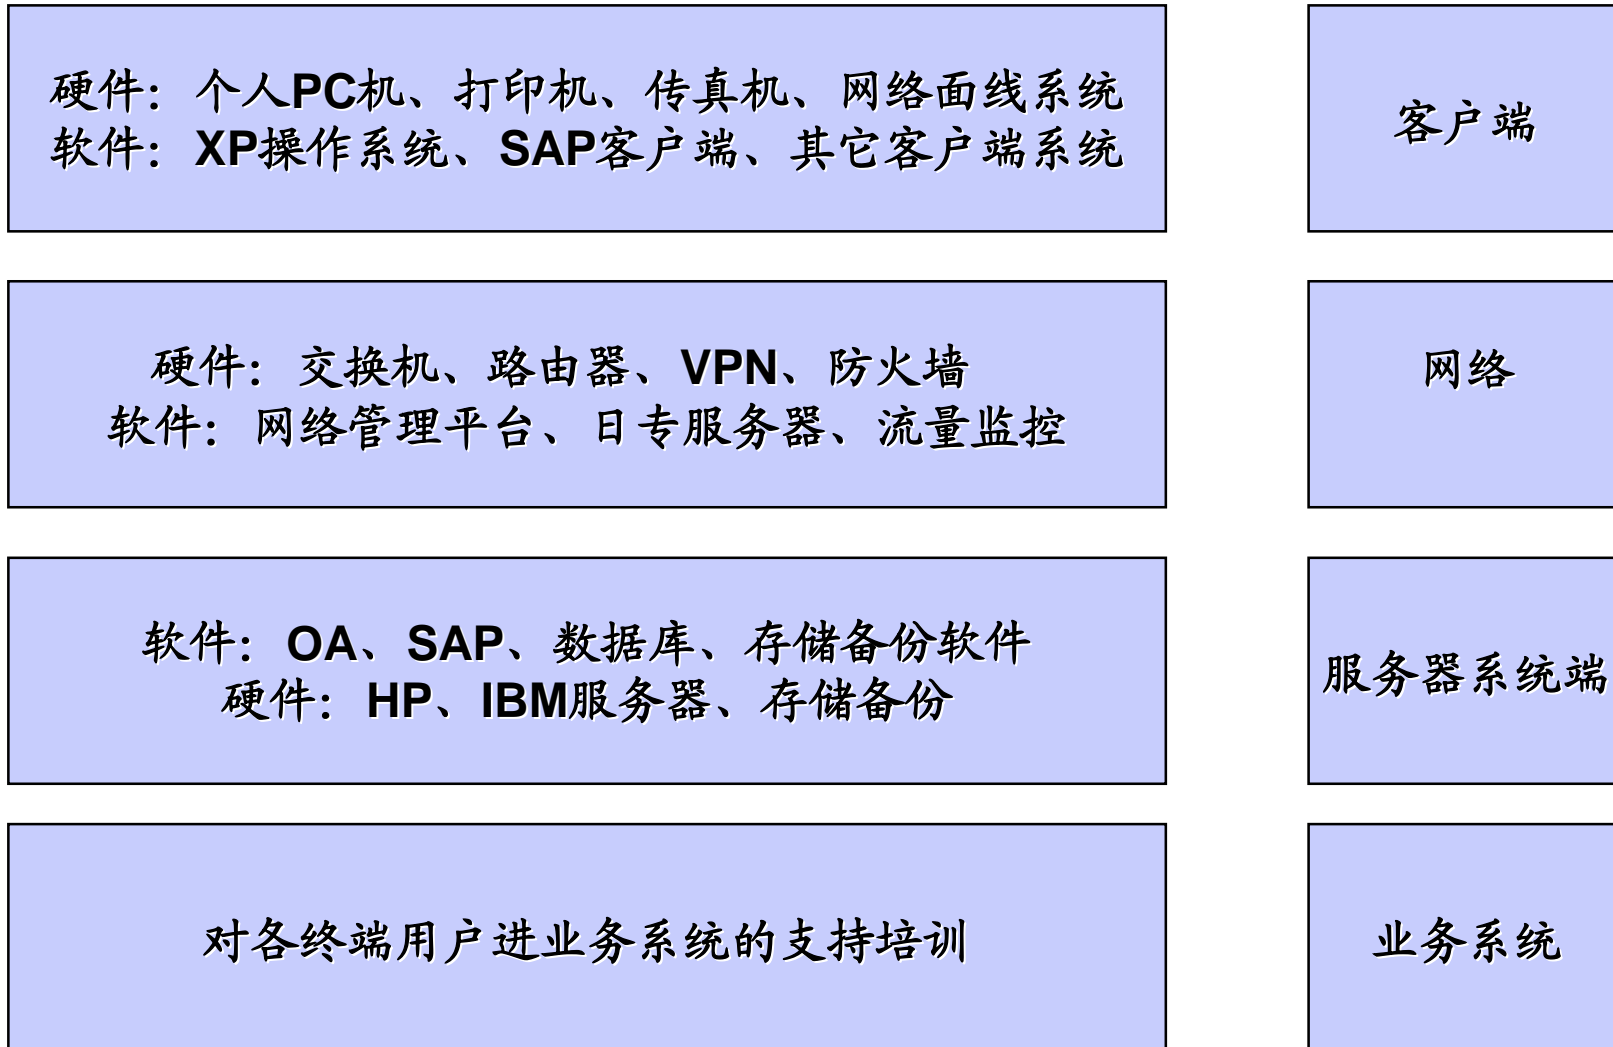 硬件：个人PC机、打印机、传真机、网络面线系统
软件：XP操作系统、SAP客户端、其它客户端系统
客户端
硬件：交换机、路由器、VPN、防火墙
软件：网络管理平台、日专服务器、流量监控
网络
软件：OA、SAP、数据库、存储备份软件
硬件：HP、IBM服务器、存储备份
服务器系统端
对各终端用户进业务系统的支持培训
业务系统